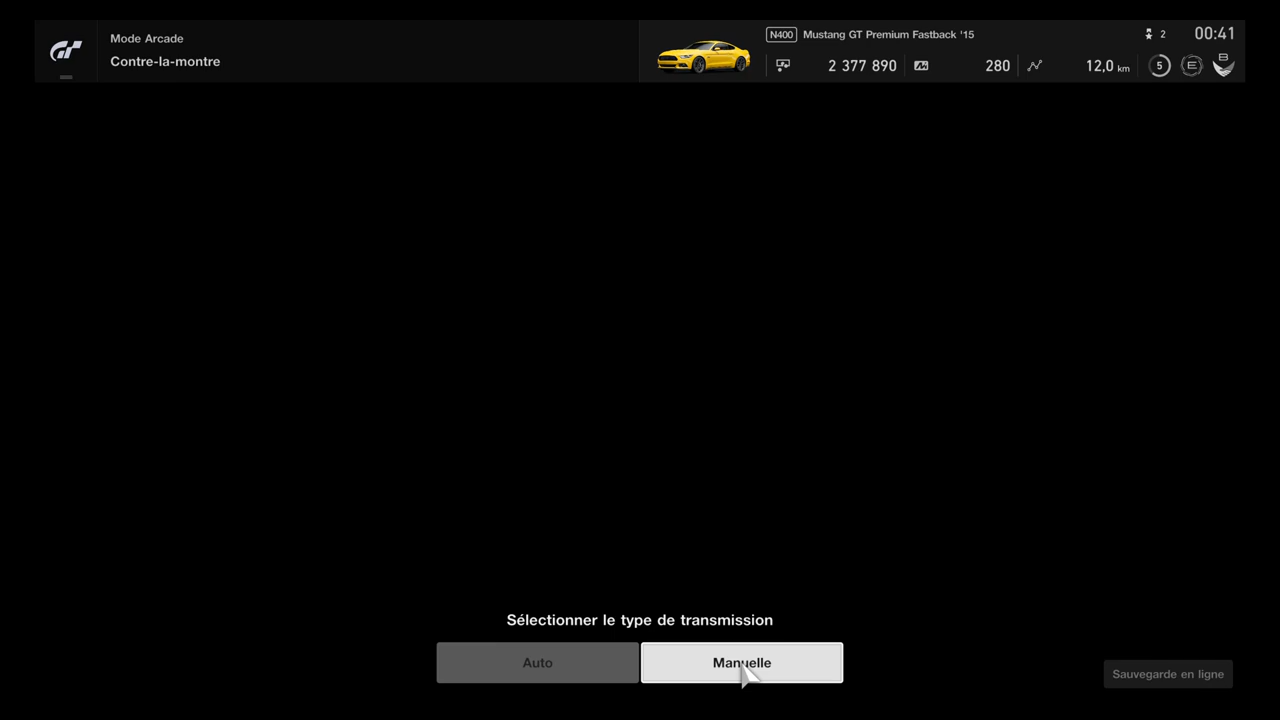 Mode Arcade
Contre-la-montre
N400 Mustang GT Premium Fastback '15
2 00:41
2 377 890 280 12,0 km 5 E B
Sélectionner le type de transmission
Auto Manuelle
Sauvegarde en ligne